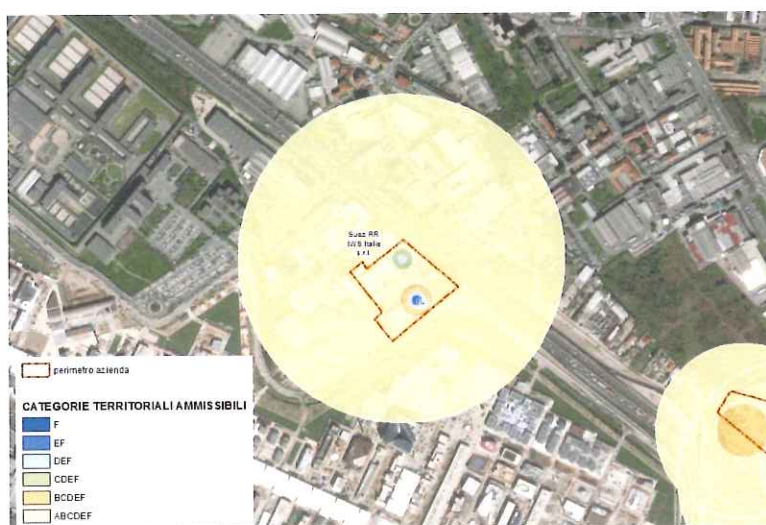 Suez RR
IWS Italia
s.r.l.
perimetro azienda
CATEGORIE TERRITORIALI AMMISSIBILI
F
EF
DEF
CDEF
BCDEF
ABCDEF